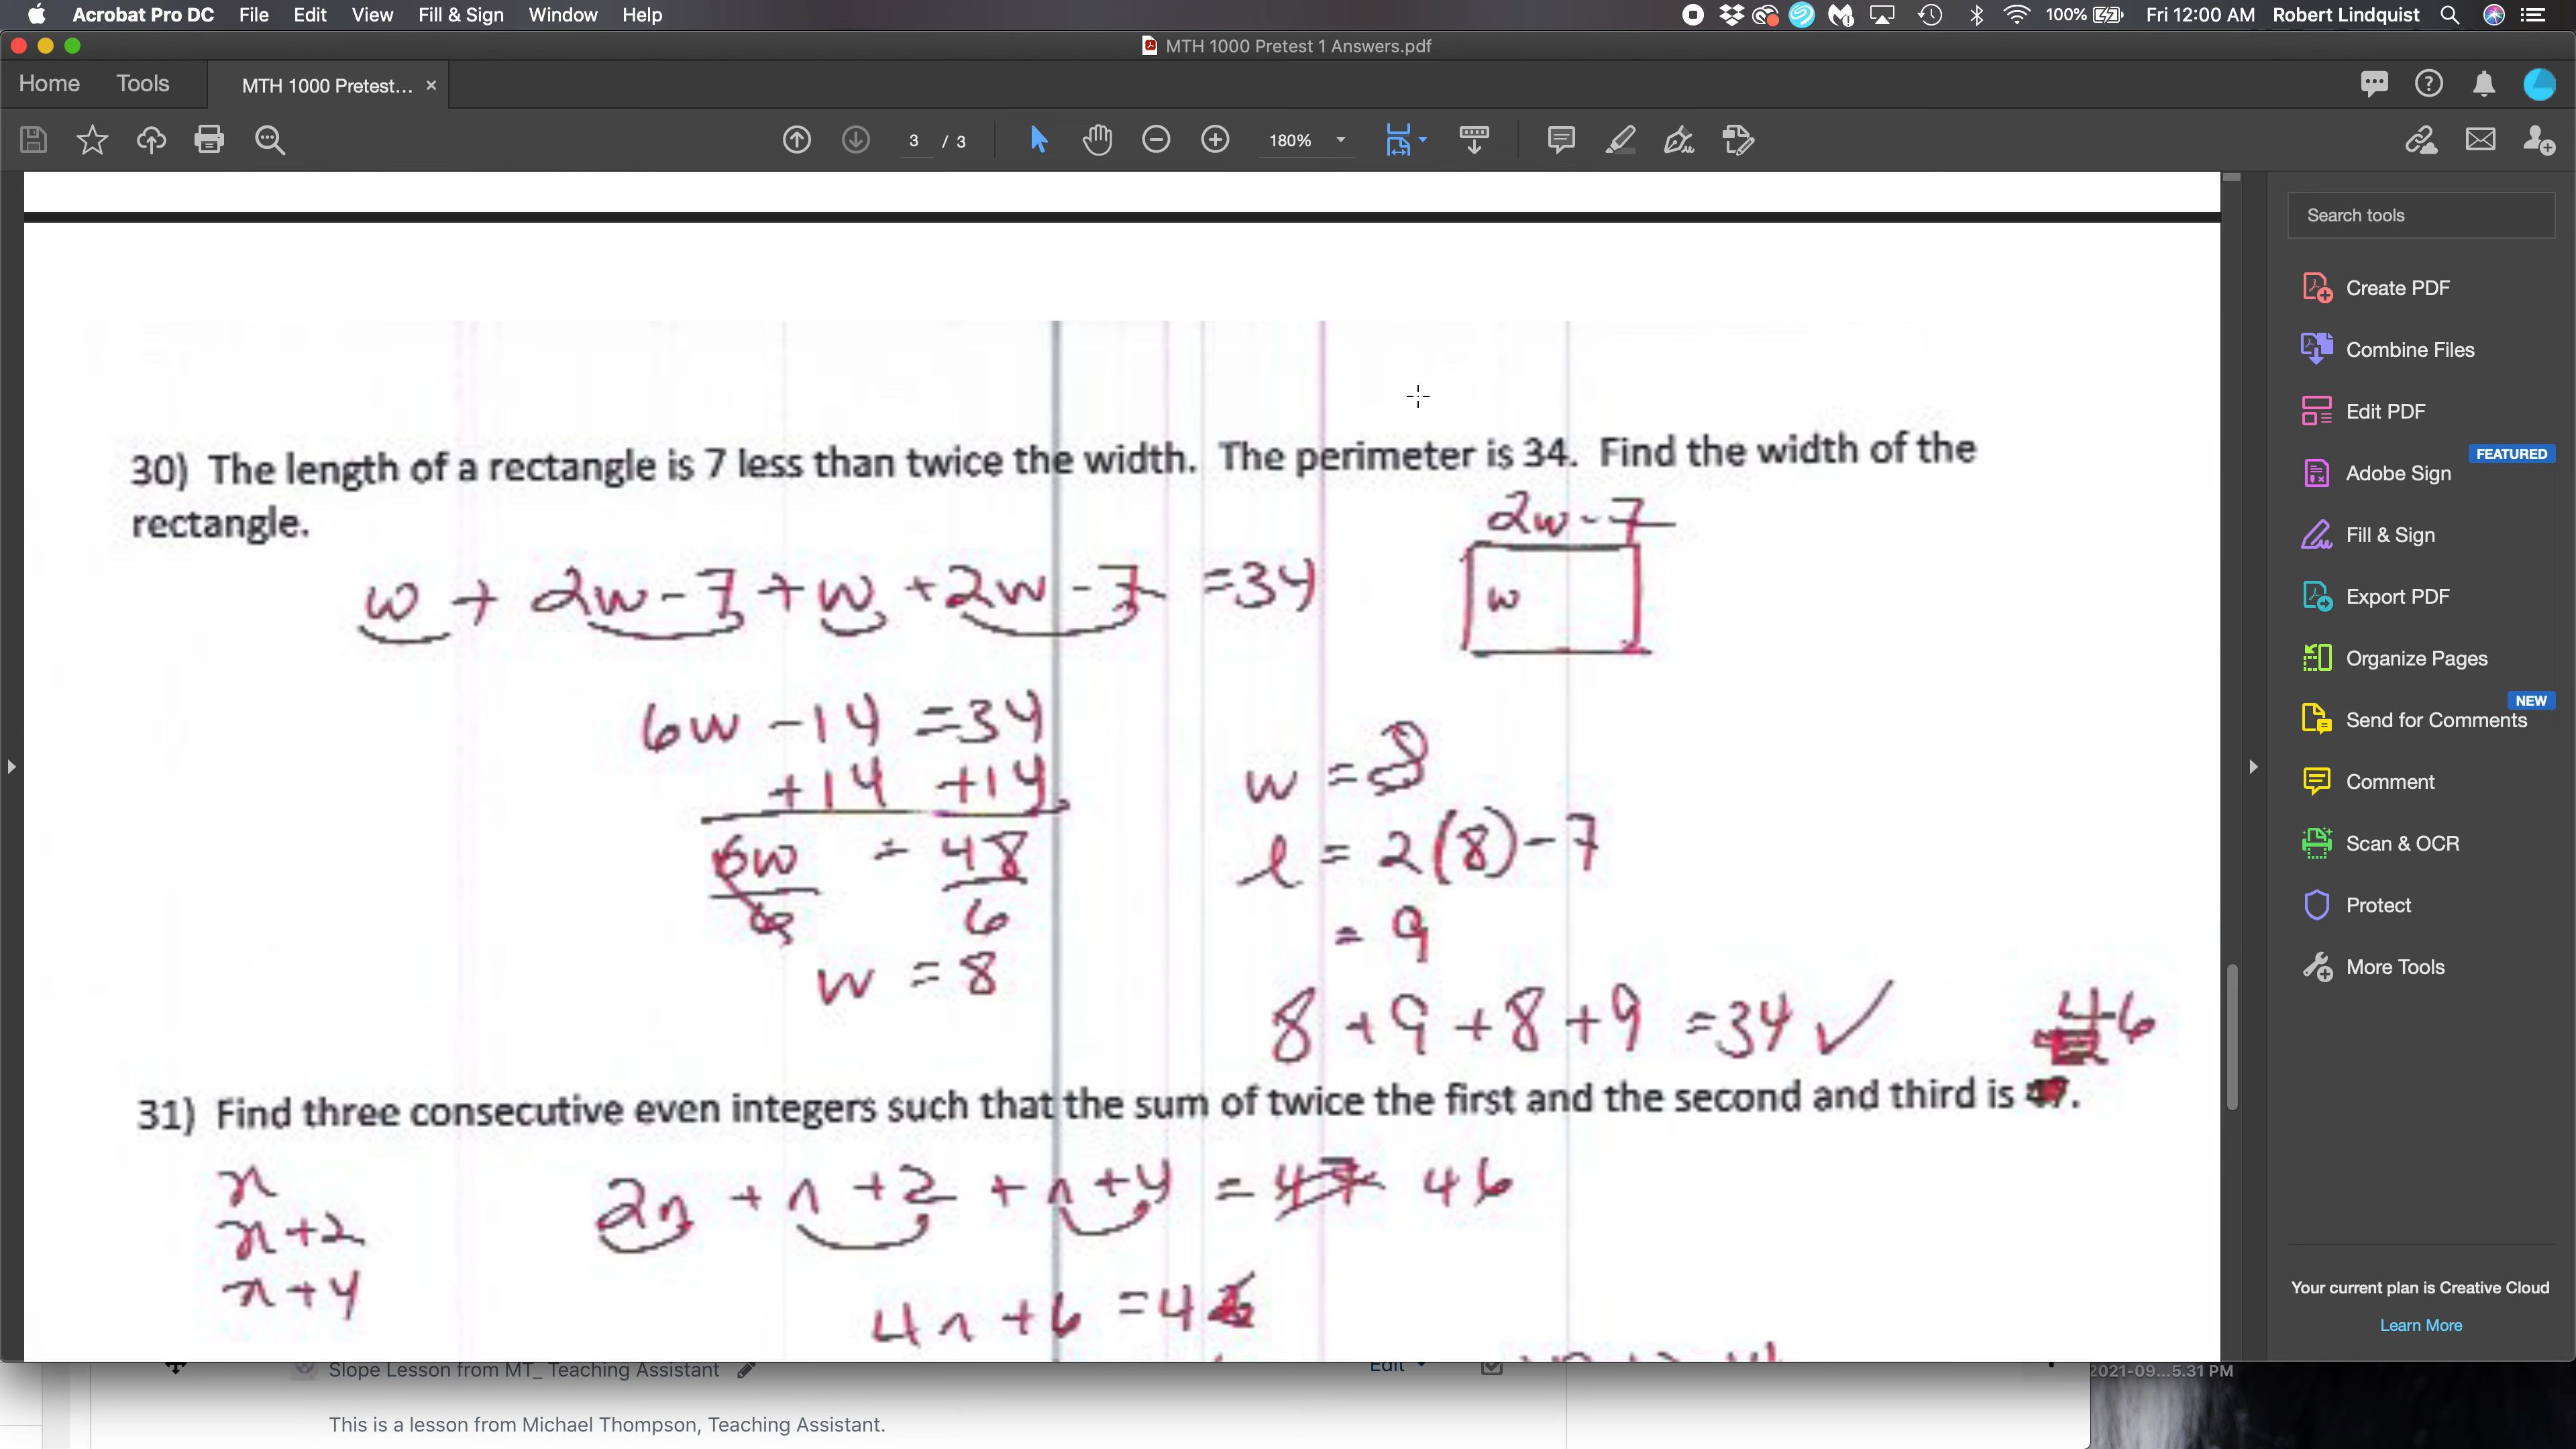 Acrobat Pro DC File Edit View Fill & Sign Window Help 100% Fri 12:00 AM Robert Lindquist
MTH 1000 Pretest 1 Answers.pdf
Home Tools MTH 1000 Pretest... ×
3 / 3 180%
Search tools
Create PDF
Combine Files
Edit PDF
FEATURED
Adobe Sign
Fill & Sign
Export PDF
Organize Pages
NEW
Send for Comments
Comment
Scan & OCR
Protect
More Tools
Your current plan is Creative Cloud
Learn More
30) The length of a rectangle is 7 less than twice the width. The perimeter is 34. Find the width of the
rectangle.
2w - 7
w
w + 2w - 7 + w + 2w - 7 = 34
6w - 14 = 34
+14 +14
6w = 48
6 6
w = 8
w = 8
l = 2(8) - 7
= 9
8 + 9 + 8 + 9 = 34 ✓
46
31) Find three consecutive even integers such that the sum of twice the first and the second and third is
n
n + 2
n + 4
2n + n + 2 + n + 4 = 47 46
4n + 6 = 46
Slope Lesson from MT_ Teaching Assistant Edit
This is a lesson from Michael Thompson, Teaching Assistant.
2021-09...5.31 PM